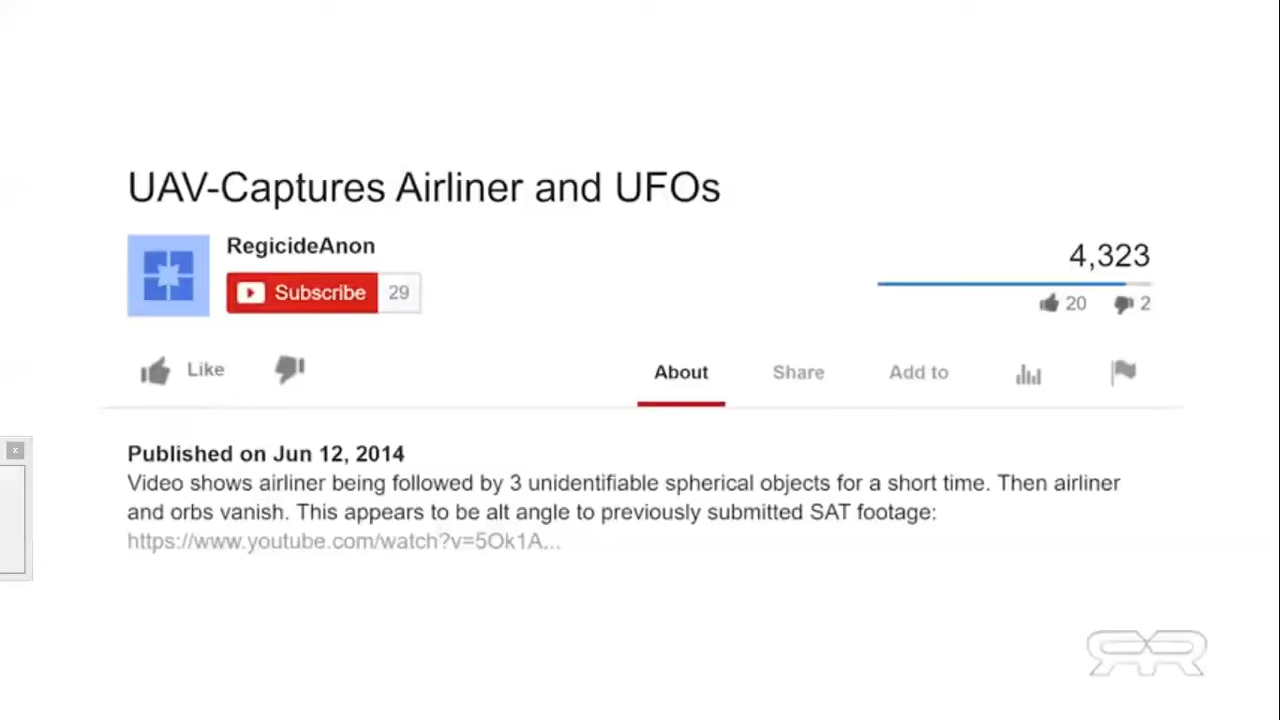 UAV-Captures Airliner and UFOs
RegicideAnon
Subscribe 29
4,323
20 2
Like
About Share Add to
Published on Jun 12, 2014
Video shows airliner being followed by 3 unidentifiable spherical objects for a short time. Then airliner
and orbs vanish. This appears to be alt angle to previously submitted SAT footage:
https://www.youtube.com/watch?v=5Ok1A...
RR